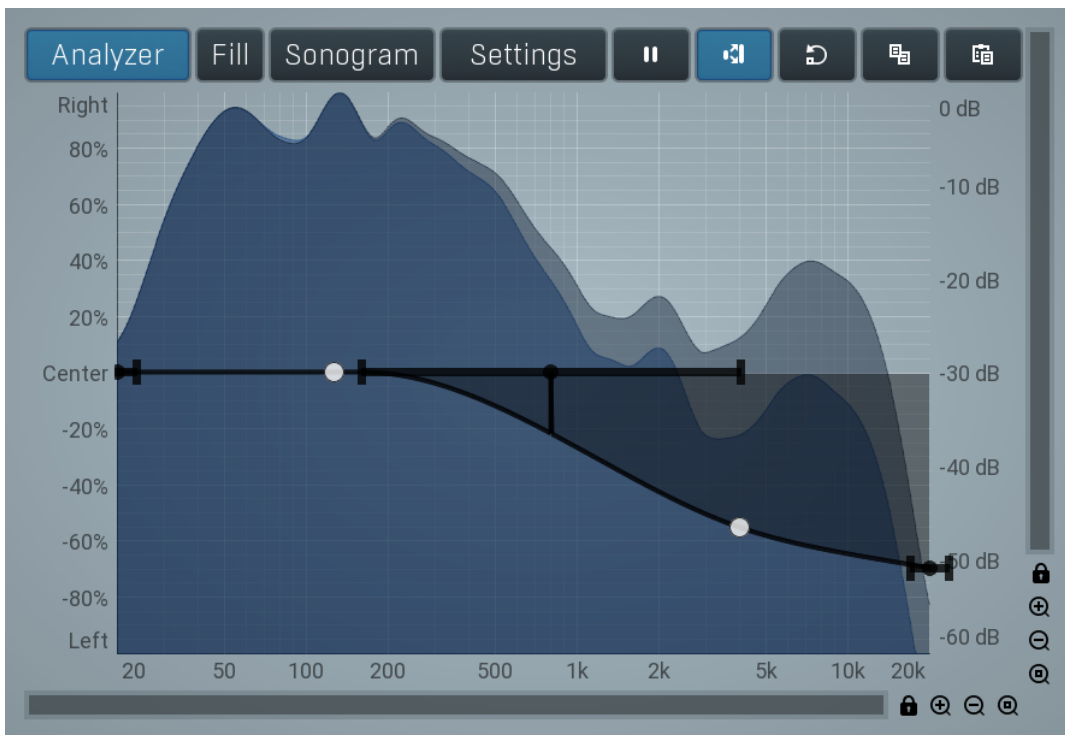 Analyzer Fill Sonogram Settings
Right 0 dB
80%
-10 dB
60%
40%
-20 dB
20%
Center -30 dB
-20%
-40 dB
-40%
-60%
-50 dB
-80%
Left -60 dB
20 50 100 200 500 1k 2k 5k 10k 20k